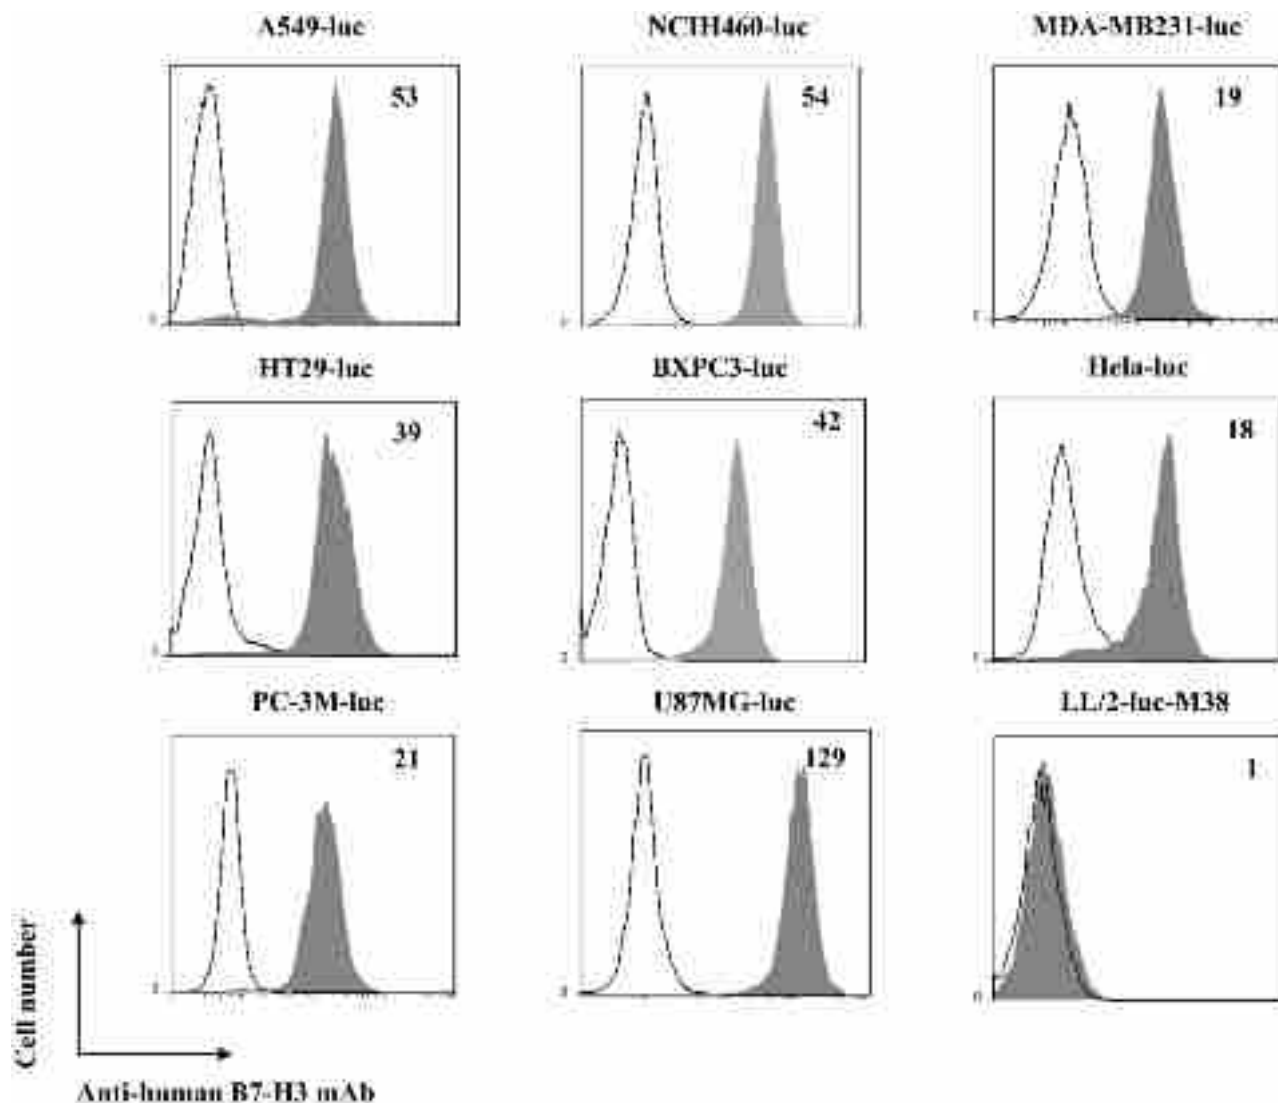 A549-luc NCIH460-luc MDA-MB231-luc
53 54 19
HT29-luc BXPC3-luc Hela-luc
39 42 18
PC-3M-luc U87MG-luc LL/2-luc-M38
21 129 1
Cell number
Anti-human B7-H3 mAb